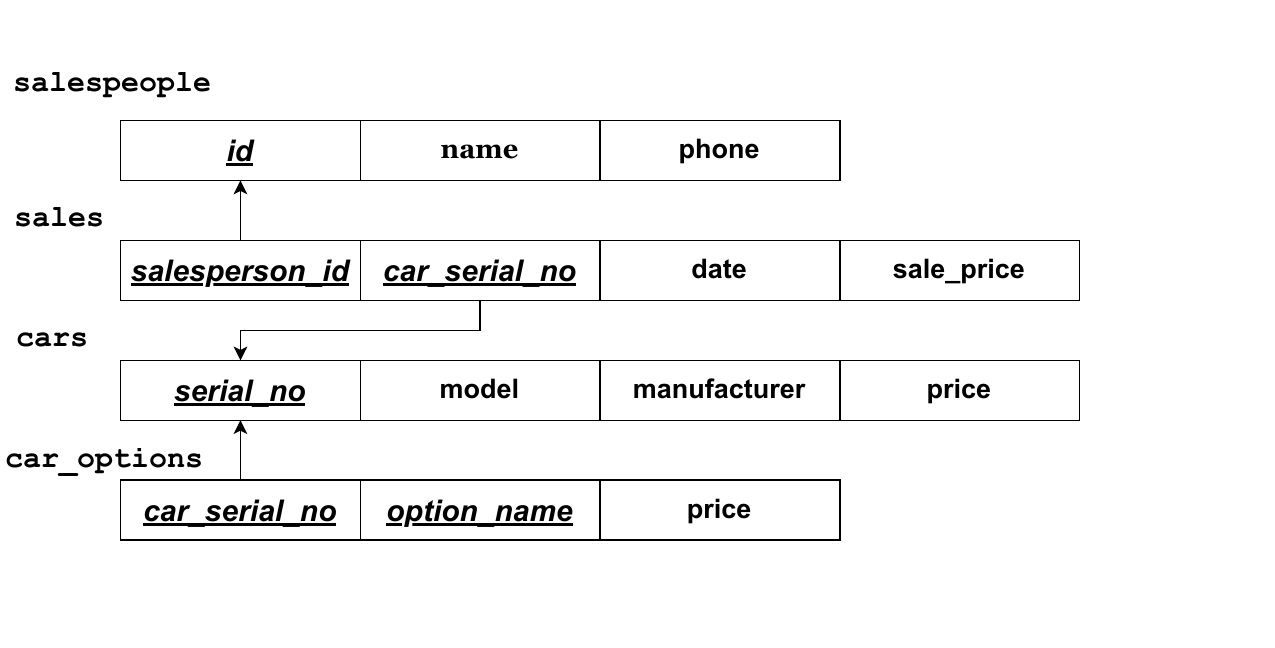 salespeople
id name phone
sales
salesperson_id car_serial_no date sale_price
cars
serial_no model manufacturer price
car_options
car_serial_no option_name price